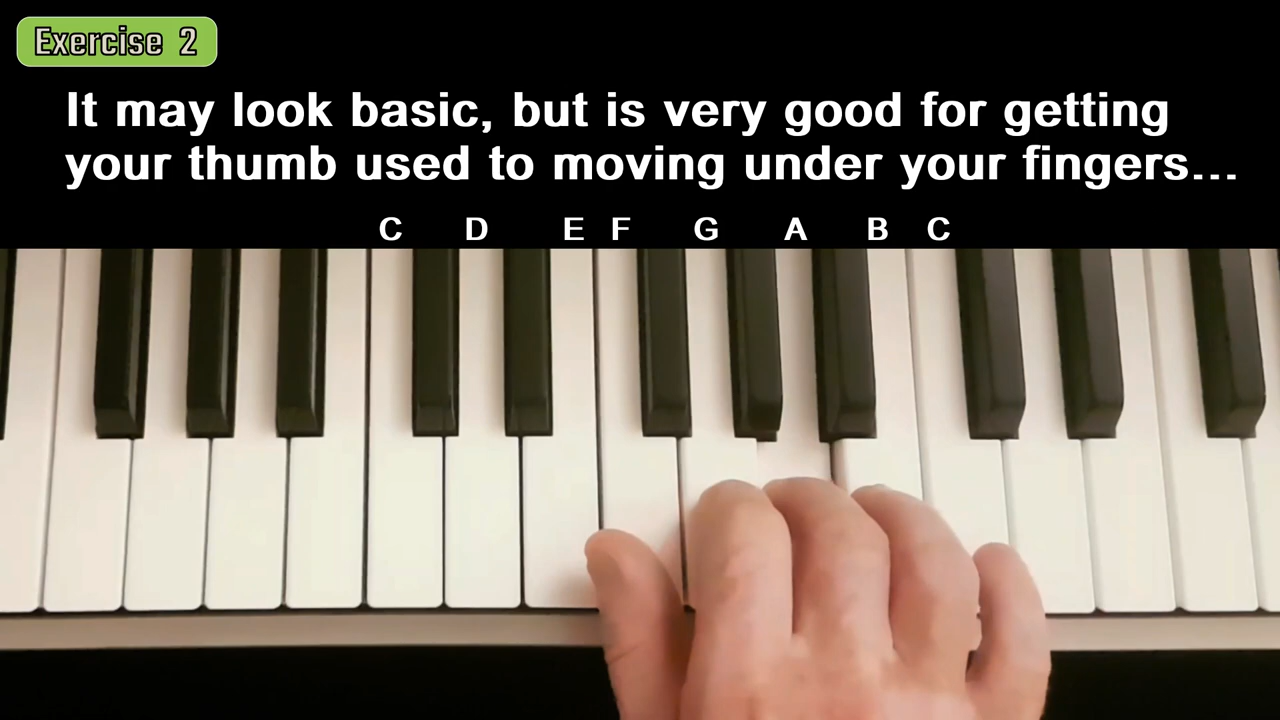 Exercise 2
It may look basic, but is very good for getting
your thumb used to moving under your fingers...
C D E F G A B C